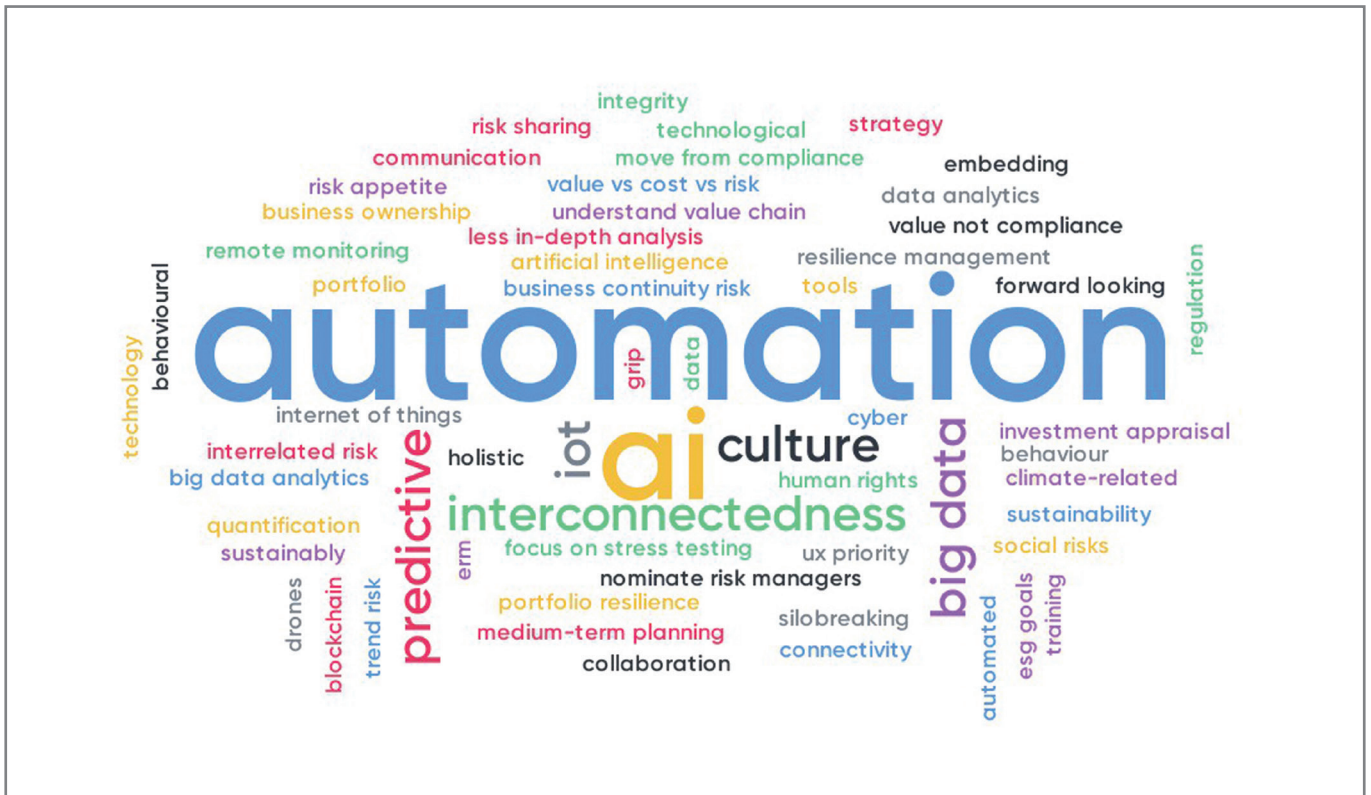 integrity
risk sharing
technological
strategy
communication
move from compliance
embedding
risk appetite
value vs cost vs risk
data analytics
business ownership
understand value chain
value not compliance
less in-depth analysis
remote monitoring
artificial intelligence
resilience management
portfolio
business continuity risk
tools
forward looking
regulation
behavioural
technology
automation
grip
data
internet of things
iot
ai
culture
cyber
big data
investment appraisal
interrelated risk
predictive
holistic
behaviour
big data analytics
human rights
climate-related
interconnectedness
quantification
sustainability
sustainably
erm
focus on stress testing
ux priority
social risks
drones
blockchain
trend risk
nominate risk managers
portfolio resilience
silobreaking
medium-term planning
connectivity
collaboration
automated
esg goals
training